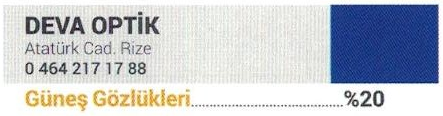 DEVA OPTİK
Atatürk Cad. Rize
0 464 217 17 88
Güneş Gözlükleri........................................%20